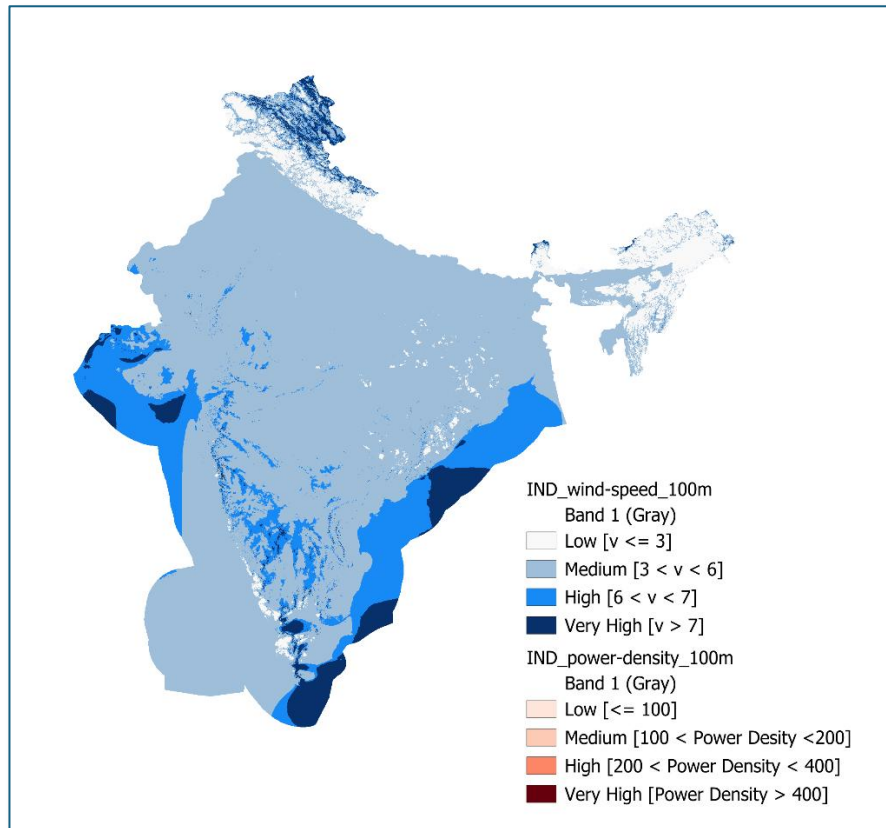 IND_wind-speed_100m
Band 1 (Gray)
Low [v <= 3]
Medium [3 < v < 6]
High [6 < v < 7]
Very High [v > 7]
IND_power-density_100m
Band 1 (Gray)
Low [<= 100]
Medium [100 < Power Desity <200]
High [200 < Power Density < 400]
Very High [Power Density > 400]